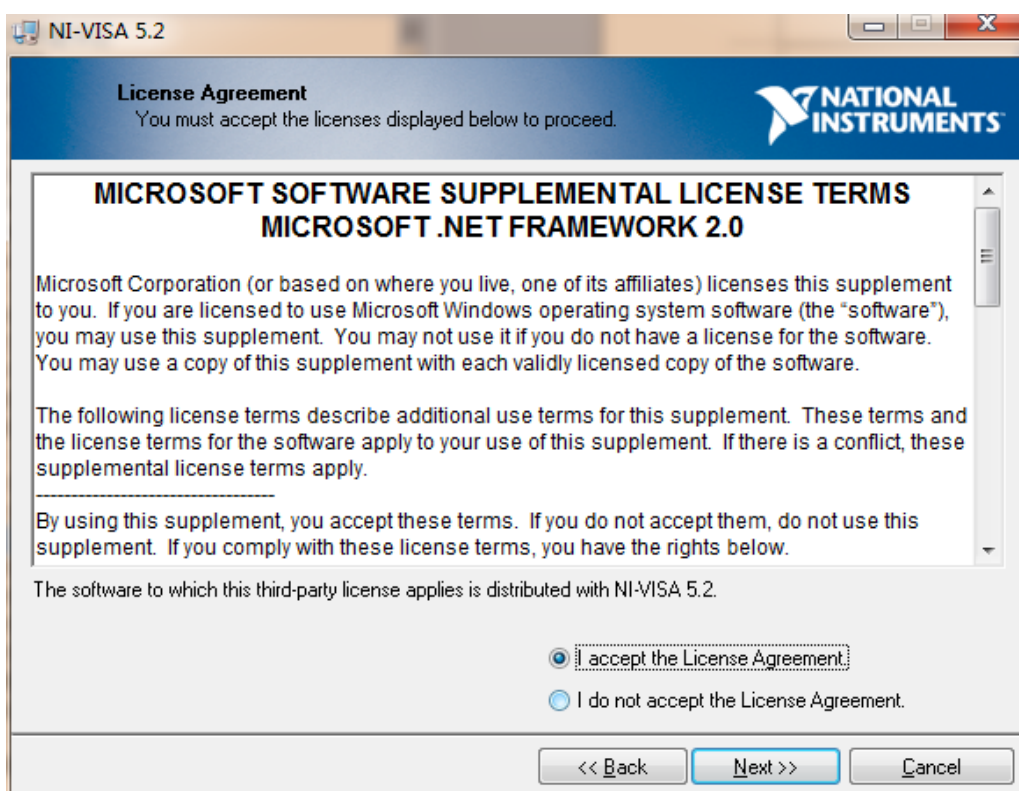 NI-VISA 5.2
License Agreement
You must accept the licenses displayed below to proceed.
NATIONAL
INSTRUMENTS
MICROSOFT SOFTWARE SUPPLEMENTAL LICENSE TERMS
MICROSOFT .NET FRAMEWORK 2.0
Microsoft Corporation (or based on where you live, one of its affiliates) licenses this supplement
to you.  If you are licensed to use Microsoft Windows operating system software (the “software”),
you may use this supplement.  You may not use it if you do not have a license for the software.
You may use a copy of this supplement with each validly licensed copy of the software.
The following license terms describe additional use terms for this supplement.  These terms and
the license terms for the software apply to your use of this supplement.  If there is a conflict, these
supplemental license terms apply.
----------------------------------
By using this supplement, you accept these terms.  If you do not accept them, do not use this
supplement.  If you comply with these license terms, you have the rights below.
The software to which this third-party license applies is distributed with NI-VISA 5.2.
I accept the License Agreement.
I do not accept the License Agreement.
<< Back
Next >>
Cancel